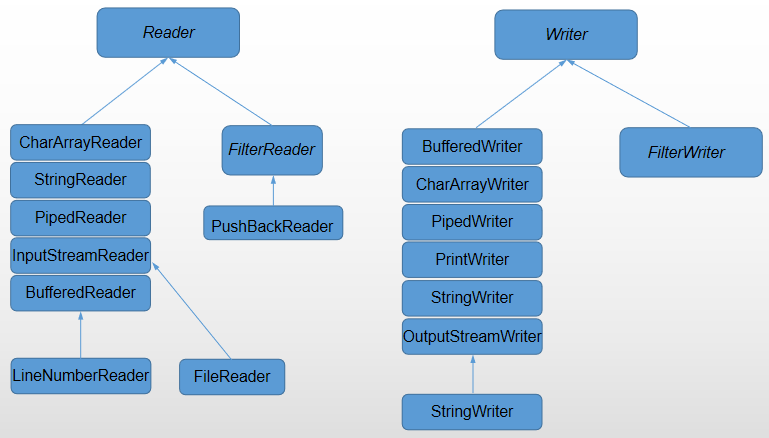 Reader
CharArrayReader
StringReader
PipedReader
InputStreamReader
BufferedReader
LineNumberReader
FileReader
FilterReader
PushBackReader
Writer
BufferedWriter
CharArrayWriter
PipedWriter
PrintWriter
StringWriter
OutputStreamWriter
StringWriter
FilterWriter